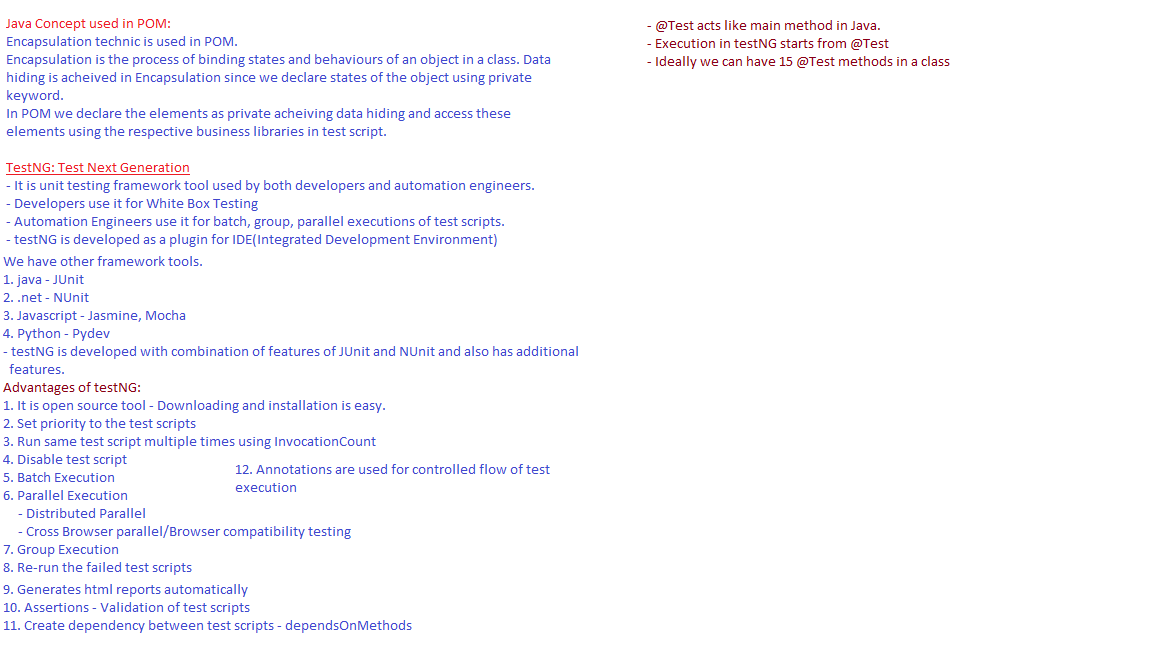 Java Concept used in POM:
Encapsulation technic is used in POM.
Encapsulation is the process of binding states and behaviours of an object in a class. Data
hiding is acheived in Encapsulation since we declare states of the object using private
keyword.
In POM we declare the elements as private acheiving data hiding and access these
elements using the respective business libraries in test script.
TestNG: Test Next Generation
- It is unit testing framework tool used by both developers and automation engineers.
- Developers use it for White Box Testing
- Automation Engineers use it for batch, group, parallel executions of test scripts.
- testNG is developed as a plugin for IDE(Integrated Development Environment)
We have other framework tools.
1. java - JUnit
2. .net - NUnit
3. Javascript - Jasmine, Mocha
4. Python - Pydev
- testNG is developed with combination of features of JUnit and NUnit and also has additional
features.
Advantages of testNG:
1. It is open source tool - Downloading and installation is easy.
2. Set priority to the test scripts
3. Run same test script multiple times using InvocationCount
4. Disable test script
5. Batch Execution
6. Parallel Execution
- Distributed Parallel
- Cross Browser parallel/Browser compatibility testing
7. Group Execution
8. Re-run the failed test scripts
9. Generates html reports automatically
10. Assertions - Validation of test scripts
11. Create dependency between test scripts - dependsOnMethods
12. Annotations are used for controlled flow of test
execution
- @Test acts like main method in Java.
- Execution in testNG starts from @Test
- Ideally we can have 15 @Test methods in a class